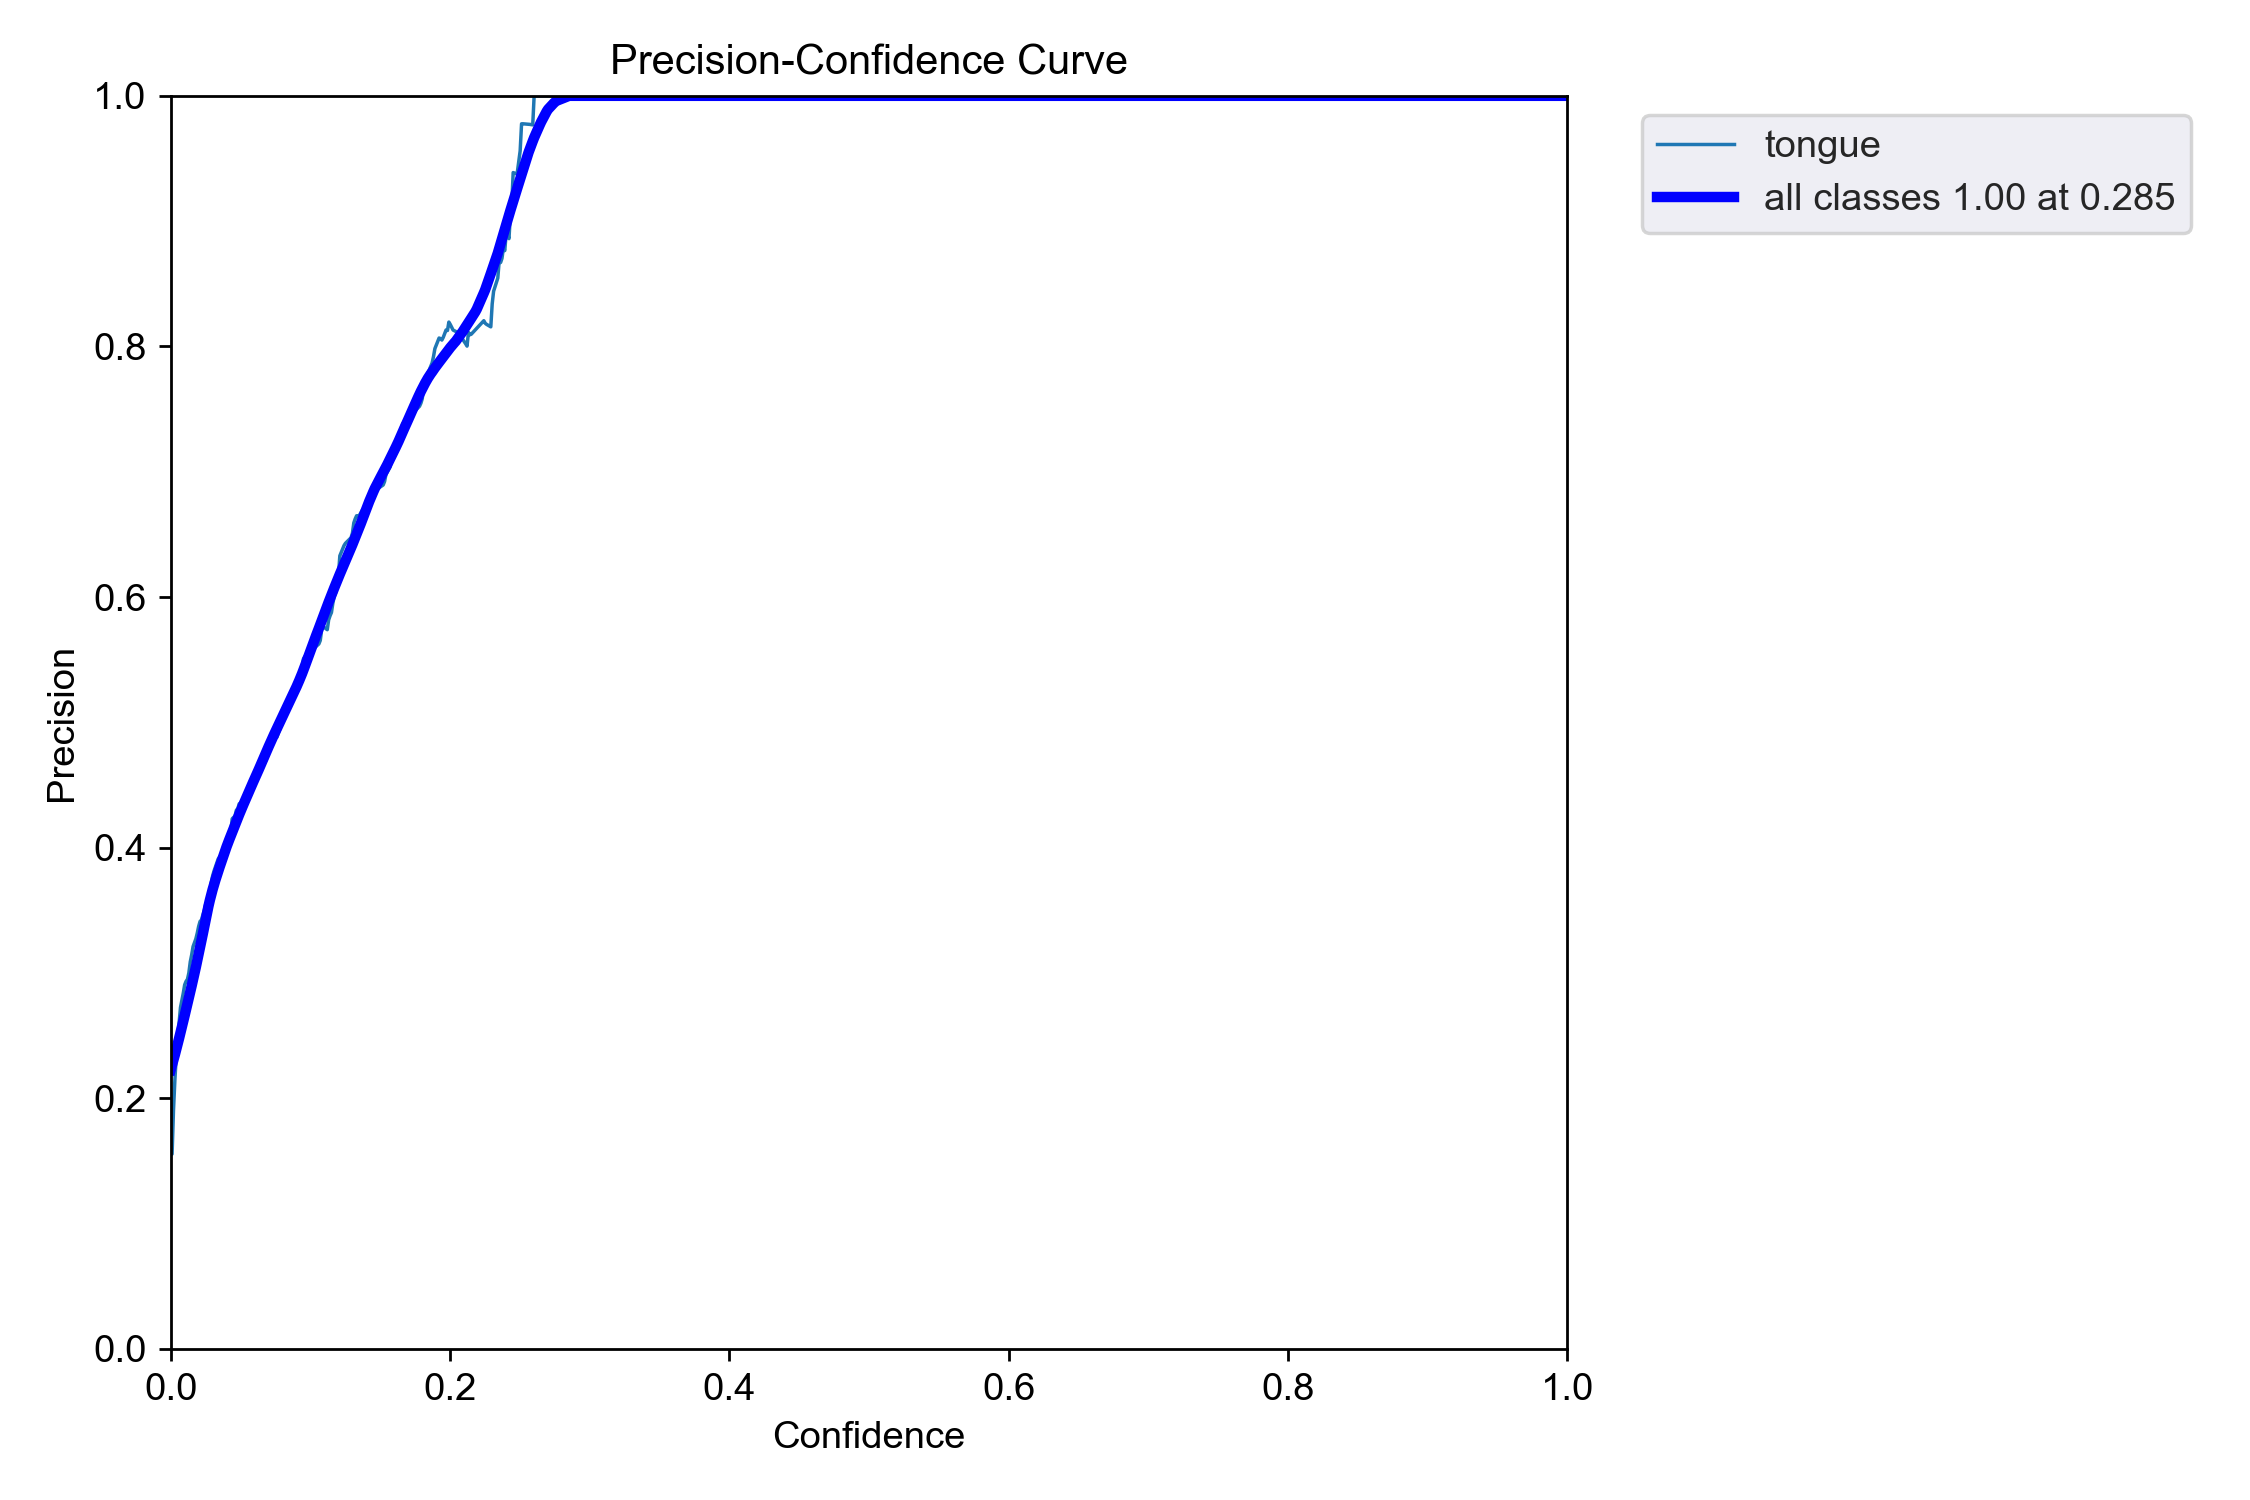 Precision-Confidence Curve
tongue
all classes 1.00 at 0.285
1.0
0.8
0.6
0.4
0.2
0.0
Precision
0.0 0.2 0.4 0.6 0.8 1.0
Confidence